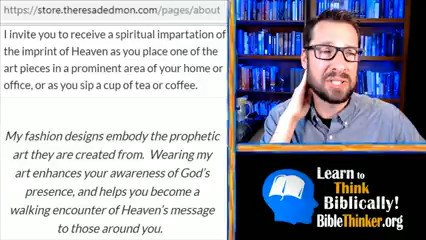 https://store.theresadedmon.com/pages/about
I invite you to receive a spiritual impartation of
the imprint of Heaven as you place one of the
art pieces in a prominent area of your home or
office, or as you sip a cup of tea or coffee.
My fashion designs embody the prophetic
art they are created from. Wearing my
art enhances your awareness of God's
presence, and helps you become a
walking encounter of Heaven's message
to those around you.
Learn to
Think
Biblically!
BibleThinker.org